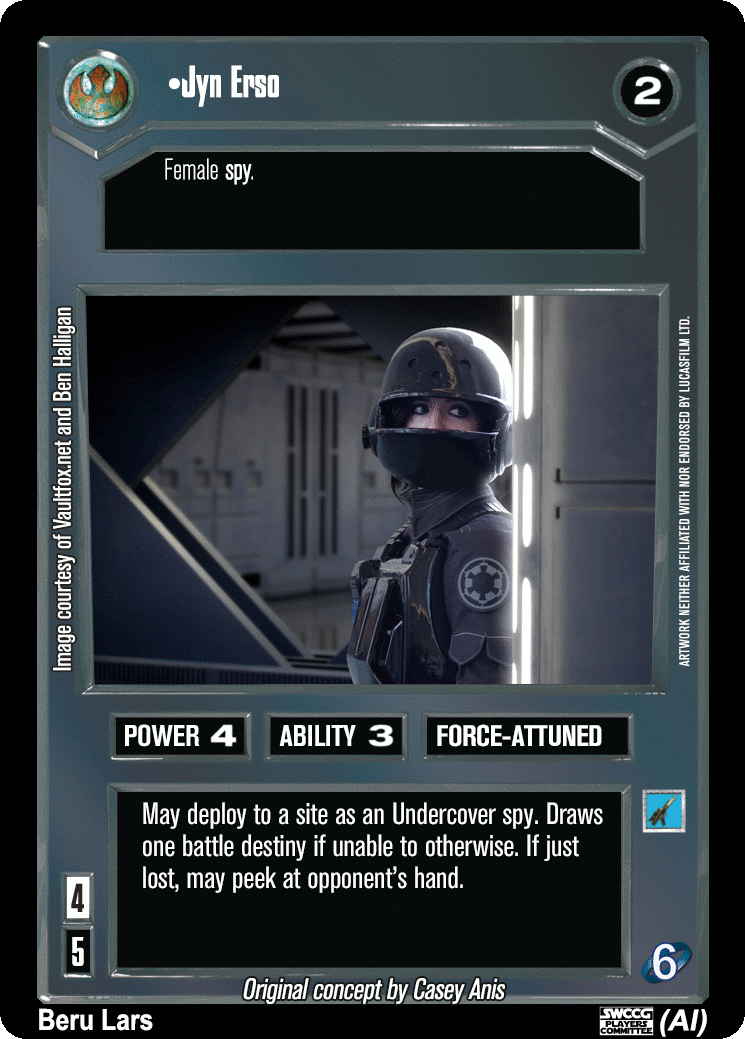 •Jyn Erso
2
Female spy.
Image courtesy of Vaultfox.net and Ben Halligan
ARTWORK NEITHER AFFILIATED WITH NOR ENDORSED BY LUCASFILM LTD.
POWER 4
ABILITY 3
FORCE-ATTUNED
May deploy to a site as an Undercover spy. Draws
one battle destiny if unable to otherwise. If just
lost, may peek at opponent's hand.
4
5
6
Original concept by Casey Anis
Beru Lars
SWCCG
PLAYERS
COMMITTEE
(AI)